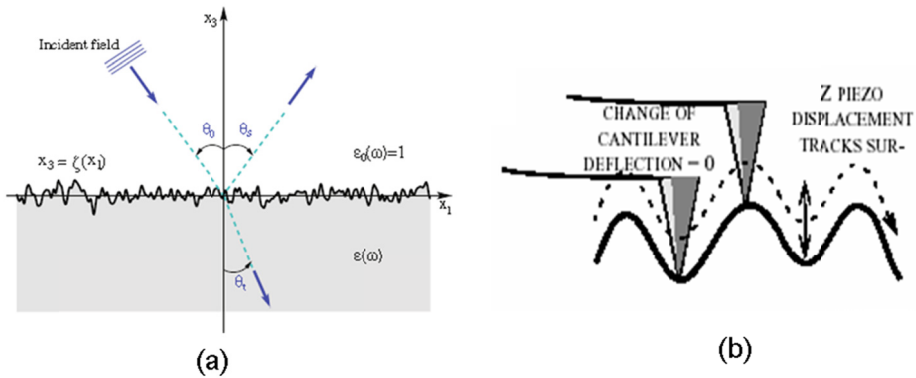 x₃
Incident field
θ₀ θₛ
x₃ = ζ(x₁)
ε₀(ω)=1
x₁
ε(ω)
θₜ
(a)
CHANGE OF
CANTILEVER
DEFLECTION = 0
Z PIEZO
DISPLACEMENT
TRACKS SUR-
(b)